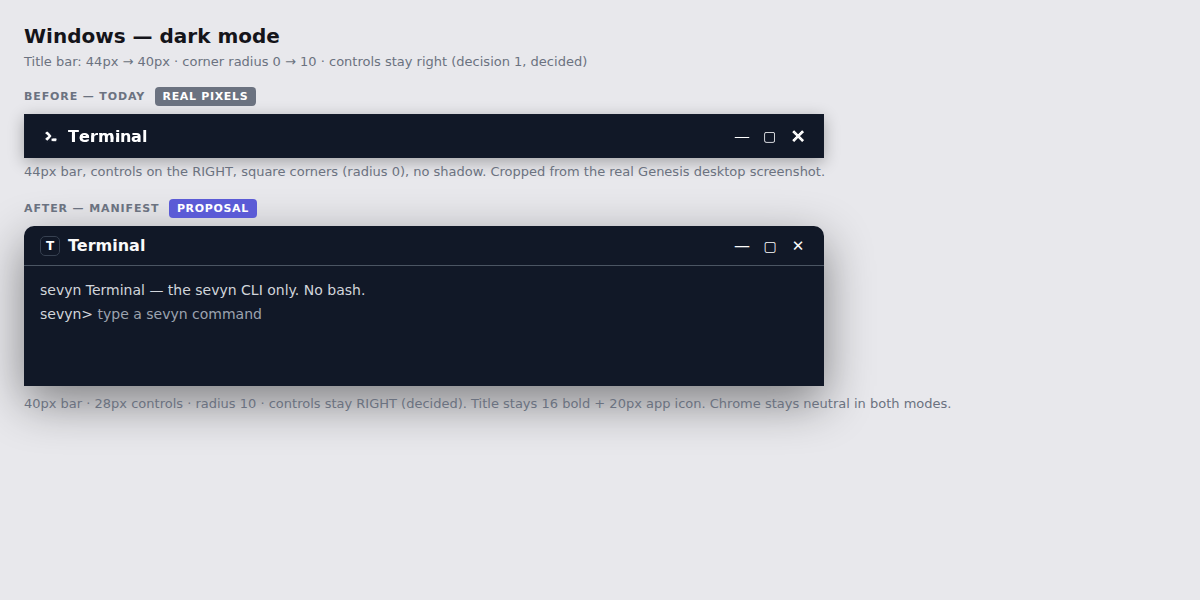 Windows — dark mode
Title bar: 44px → 40px · corner radius 0 → 10 · controls stay right (decision 1, decided)
BEFORE — TODAY REAL PIXELS
Terminal
44px bar, controls on the RIGHT, square corners (radius 0), no shadow. Cropped from the real Genesis desktop screenshot.
AFTER — MANIFEST PROPOSAL
T Terminal
sevyn Terminal — the sevyn CLI only. No bash.
sevyn> type a sevyn command
40px bar · 28px controls · radius 10 · controls stay RIGHT (decided). Title stays 16 bold + 20px app icon. Chrome stays neutral in both modes.